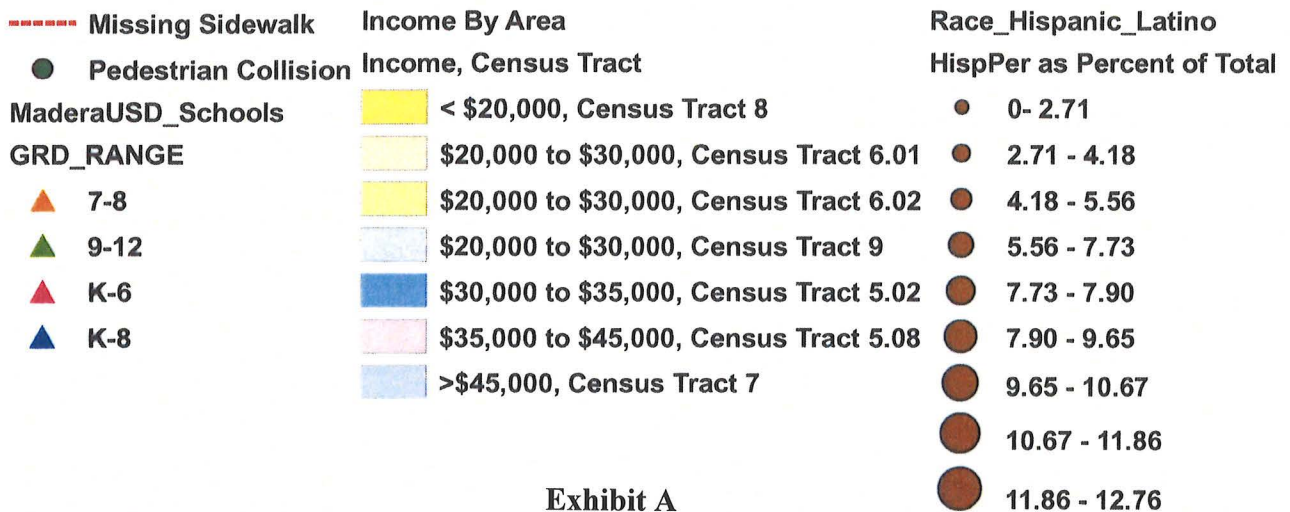 Missing Sidewalk
Pedestrian Collision
MaderaUSD_Schools
GRD_RANGE
7-8
9-12
K-6
K-8
Income By Area
Income, Census Tract
< $20,000, Census Tract 8
$20,000 to $30,000, Census Tract 6.01
$20,000 to $30,000, Census Tract 6.02
$20,000 to $30,000, Census Tract 9
$30,000 to $35,000, Census Tract 5.02
$35,000 to $45,000, Census Tract 5.08
>$45,000, Census Tract 7
Race_Hispanic_Latino
HispPer as Percent of Total
0- 2.71
2.71 - 4.18
4.18 - 5.56
5.56 - 7.73
7.73 - 7.90
7.90 - 9.65
9.65 - 10.67
10.67 - 11.86
11.86 - 12.76
Exhibit A